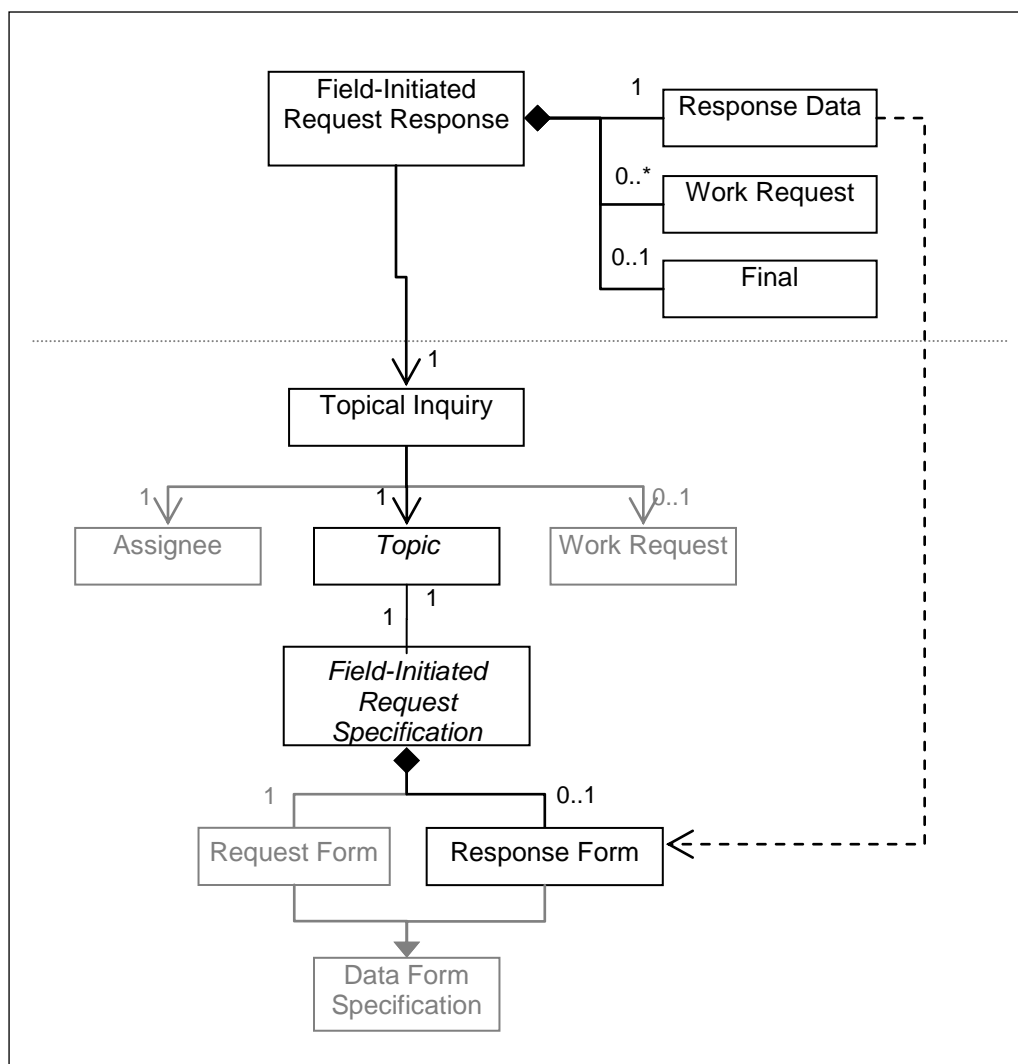 Field-Initiated
Request Response
1
Response Data
0..*
Work Request
0..1
Final
1
Topical Inquiry
1
1
0..1
Assignee
Topic
Work Request
1
1
Field-Initiated
Request
Specification
1
0..1
Request Form
Response Form
Data Form
Specification